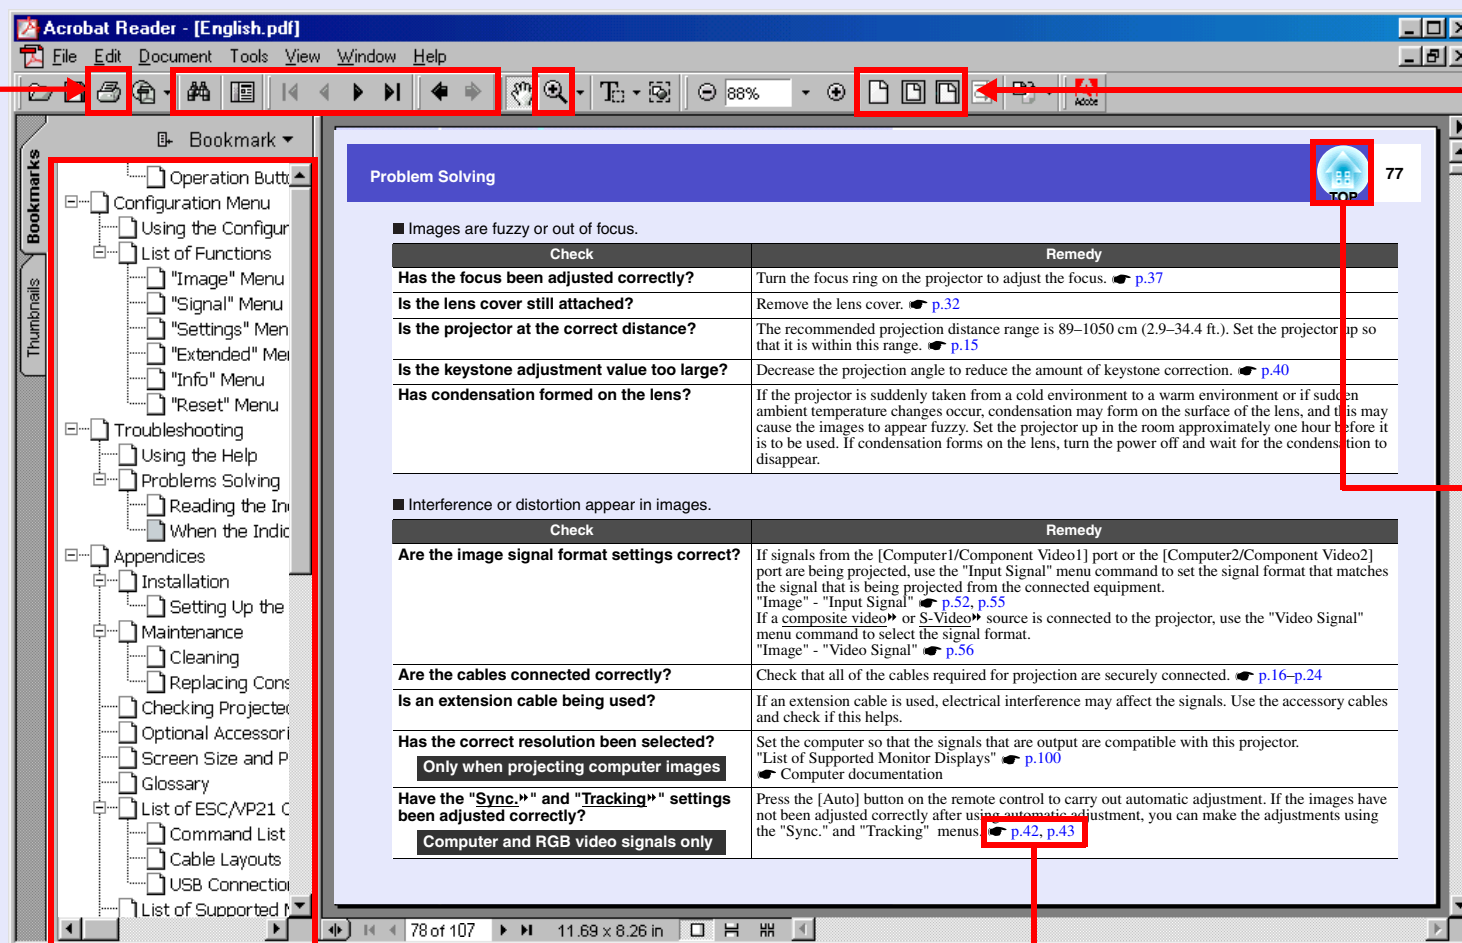 Acrobat Reader - [English.pdf]
File Edit Document Tools View Window Help
88%
Adobe
Bookmarks
Thumbnails
Bookmark
Operation Butt
Configuration Menu
Using the Configur
List of Functions
"Image" Menu
"Signal" Menu
"Settings" Men
"Extended" Me
"Info" Menu
"Reset" Menu
Troubleshooting
Using the Help
Problems Solving
Reading the In
When the Indic
Appendices
Installation
Setting Up the
Maintenance
Cleaning
Replacing Cons
Checking Projected
Optional Accessori
Screen Size and P
Glossary
List of ESC/VP21 C
Command List
Cable Layouts
USB Connection
List of Supported M
Problem Solving
TOP
77
■ Images are fuzzy or out of focus.
Check Remedy
Has the focus been adjusted correctly? Turn the focus ring on the projector to adjust the focus. ☛ p.37
Is the lens cover still attached? Remove the lens cover. ☛ p.32
Is the projector at the correct distance? The recommended projection distance range is 89–1050 cm (2.9–34.4 ft.). Set the projector up so
that it is within this range. ☛ p.15
Is the keystone adjustment value too large? Decrease the projection angle to reduce the amount of keystone correction. ☛ p.40
Has condensation formed on the lens? If the projector is suddenly taken from a cold environment to a warm environment or if sudden
ambient temperature changes occur, condensation may form on the surface of the lens, and this may
cause the images to appear fuzzy. Set the projector up in the room approximately one hour before it
is to be used. If condensation forms on the lens, turn the power off and wait for the condensation to
disappear.
■ Interference or distortion appear in images.
Check Remedy
Are the image signal format settings correct? If signals from the [Computer1/Component Video1] port or the [Computer2/Component Video2]
port are being projected, use the "Input Signal" menu command to set the signal format that matches
the signal that is being projected from the connected equipment.
"Image" - "Input Signal" ☛ p.52, p.55
If a composite video or S-Video source is connected to the projector, use the "Video Signal"
menu command to select the signal format.
"Image" - "Video Signal" ☛ p.56
Are the cables connected correctly? Check that all of the cables required for projection are securely connected. ☛ p.16–p.24
Is an extension cable being used? If an extension cable is used, electrical interference may affect the signals. Use the accessory cables
and check if this helps.
Has the correct resolution been selected?
Only when projecting computer images
Set the computer so that the signals that are output are compatible with this projector.
"List of Supported Monitor Displays" ☛ p.100
☛ Computer documentation
Have the "Sync." and "Tracking" settings
been adjusted correctly?
Computer and RGB video signals only
Press the [Auto] button on the remote control to carry out automatic adjustment. If the images have
not been adjusted correctly after using automatic adjustment, you can make the adjustments using
the "Sync." and "Tracking" menus. ☛ p.42, p.43
78 of 107
11.69 x 8.26 in